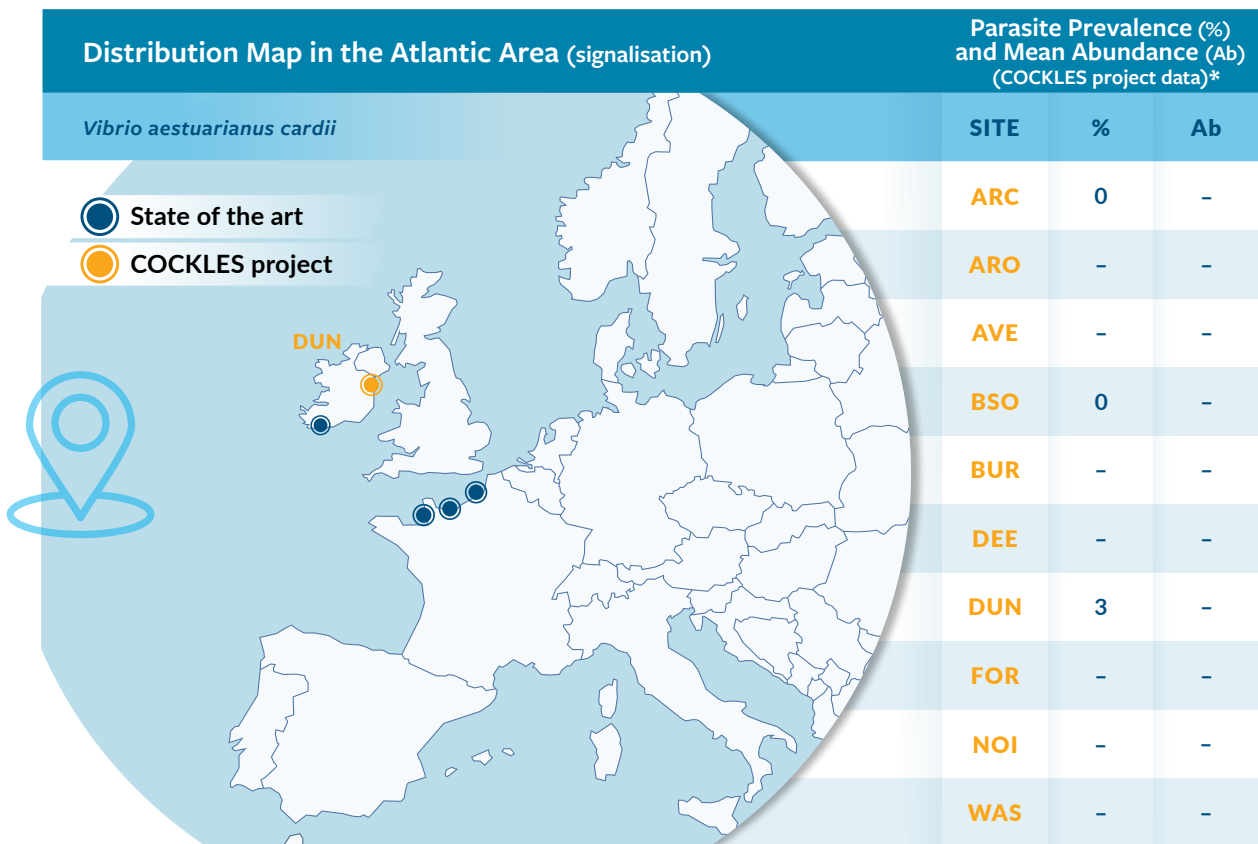 Distribution Map in the Atlantic Area (signalisation)
Parasite Prevalence (%)
and Mean Abundance (Ab)
(COCKLES project data)*
Vibrio aestuarianus cardii
SITE % Ab
State of the art
COCKLES project
DUN
ARC 0 –
ARO – –
AVE – –
BSO 0 –
BUR – –
DEE – –
DUN 3 –
FOR – –
NOI – –
WAS – –